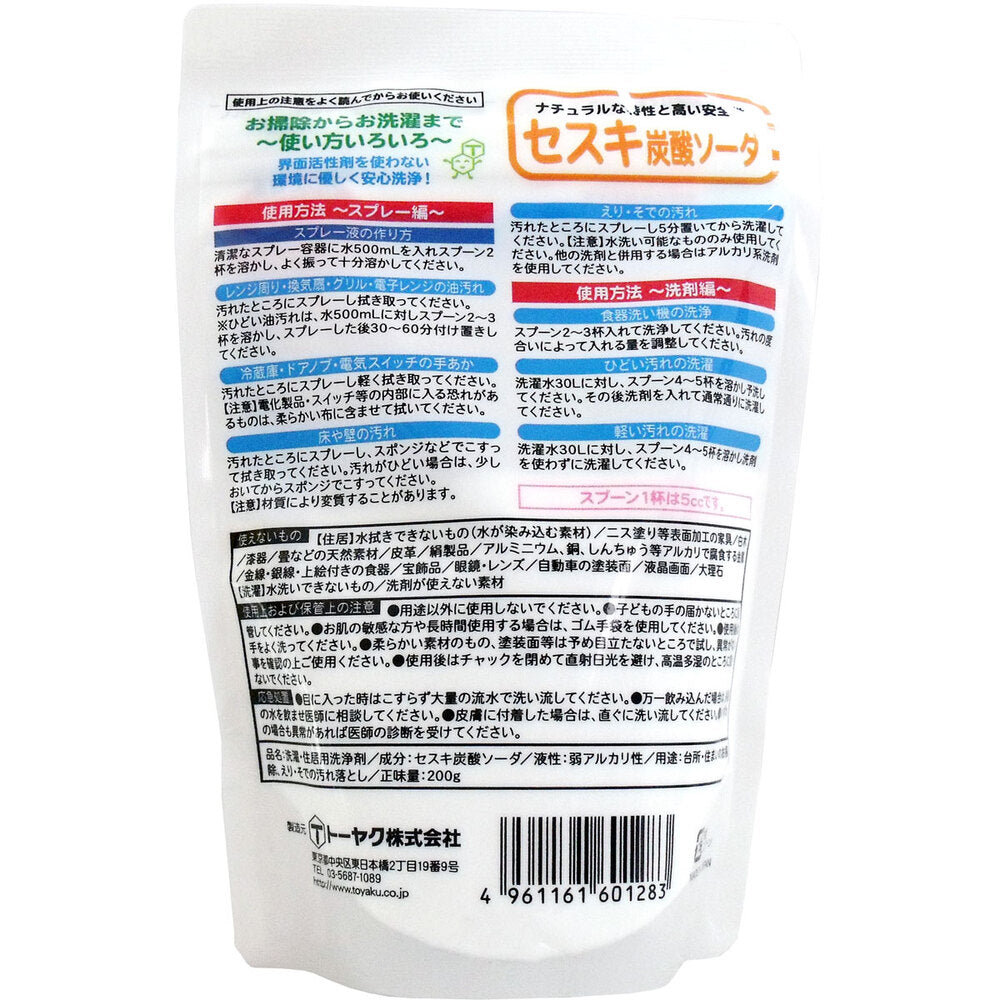 使用上の注意をよく読んでからお使いください
お掃除からお洗濯まで
～使い方いろいろ～
界面活性剤を使わない
環境に優しく安心洗浄！
ナチュラルな特性と高い安全
セスキ炭酸ソーダ
使用方法 ～スプレー編～
スプレー液の作り方
清潔なスプレー容器に水500mLを入れスプーン2
杯を溶かし、よく振って十分溶かしてください。
レンジ周り・換気扇・グリル・電子レンジの油汚れ
汚れたところにスプレーし拭き取ってください。
※ひどい油汚れは、水500mLに対しスプーン2～3
杯を溶かし、スプレーした後30～60分付け置きし
てください。
冷蔵庫・ドアノブ・電気スイッチの手あか
汚れたところにスプレーし軽く拭き取ってください。
【注意】電化製品・スイッチ等の内部に入る恐れがあ
るものは、柔らかい布に含ませて拭いてください。
床や壁の汚れ
汚れたところにスプレーし、スポンジなどでこすっ
て拭き取ってください。汚れがひどい場合は、少し
おいてからスポンジでこすってください。
【注意】材質により変質することがあります。
えり・そでの汚れ
汚れたところにスプレーし5分置いてから洗濯して
ください。【注意】水洗い可能なもののみ使用してく
ださい。他の洗剤と併用する場合はアルカリ系洗剤
を使用してください。
使用方法 ～洗剤編～
食器洗い機の洗浄
スプーン2～3杯入れて洗浄してください。汚れの度
合いによって入れる量を調整してください。
ひどい汚れの洗濯
洗濯水30Lに対し、スプーン4～5杯を溶かし予洗し
てください。その後洗剤を入れて通常通りに洗濯し
てください。
軽い汚れの洗濯
洗濯水30Lに対し、スプーン4～5杯を溶かし洗剤
を使わずに洗濯してください。
スプーン1杯は5ccです。
使えないもの 【住居】水拭きできないもの（水が染み込む素材）／ニス塗り等表面加工の家具／白木
／漆器／畳などの天然素材／皮革／絹製品／アルミニウム、銅、しんちゅう等アルカリで腐食する金属
／金線・銀線・上絵付きの食器／宝飾品／眼鏡・レンズ／自動車の塗装面／液晶画面／大理石
【洗濯】水洗いできないもの／洗剤が使えない素材
使用上および保管上の注意 ●用途以外に使用しないでください。●子どもの手の届かないところに
管してください。●お肌の敏感な方や長時間使用する場合は、ゴム手袋を使用してください。●使用後
手をよく洗ってください。●柔らかい素材のもの、塗装面等は予め目立たないところで試し、異常が
事を確認の上ご使用ください。●使用後はチャックを閉めて直射日光を避け、高温多湿のところに
ないでください。
応急処置 ●目に入った時はこすらず大量の流水で洗い流してください。●万一飲み込んだ場合は
の水を飲ませ医師に相談してください。●皮膚に付着した場合は、直ぐに洗い流してください。
の場合も異常があれば医師の診断を受けてください。
品名：洗濯・住居用洗浄剤／成分：セスキ炭酸ソーダ／液性：弱アルカリ性／用途：台所・住まいの
除、えり・そでの汚れ落とし／正味量：200g
製造元 トーヤク株式会社
東京都中央区東日本橋2丁目19番9号
TEL 03-5687-1089
http://www.toyaku.co.jp
4 961161 601283